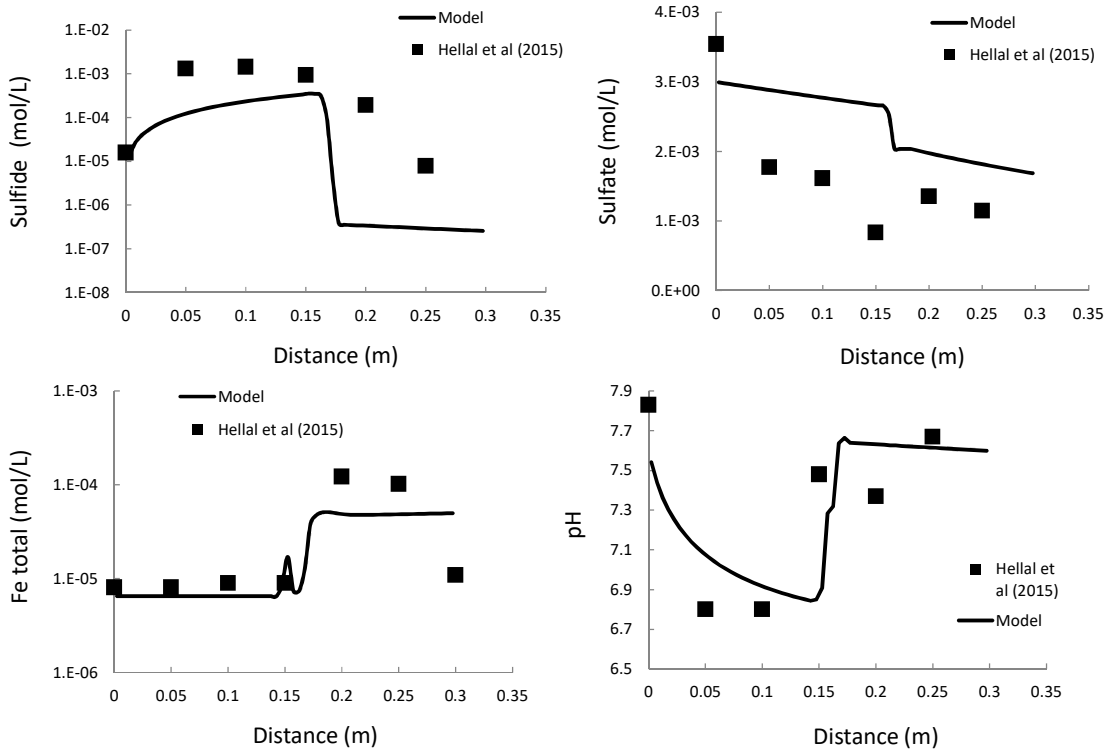 Model
Hellal et al (2015)
1.E-02
1.E-03
1.E-04
1.E-05
1.E-06
1.E-07
1.E-08
Sulfide (mol/L)
0 0.05 0.1 0.15 0.2 0.25 0.3 0.35
Distance (m)
Model
Hellal et al (2015)
4.E-03
3.E-03
2.E-03
1.E-03
0.E+00
Sulfate (mol/L)
0 0.05 0.1 0.15 0.2 0.25 0.3 0.35
Distance (m)
Model
Hellal et al (2015)
1.E-03
1.E-04
1.E-05
1.E-06
Fe total (mol/L)
0 0.05 0.1 0.15 0.2 0.25 0.3 0.35
Distance (m)
7.9
7.7
7.5
7.3
7.1
6.9
6.7
6.5
pH
Hellal et
al (2015)
Model
0 0.05 0.1 0.15 0.2 0.25 0.3 0.35
Distance (m)